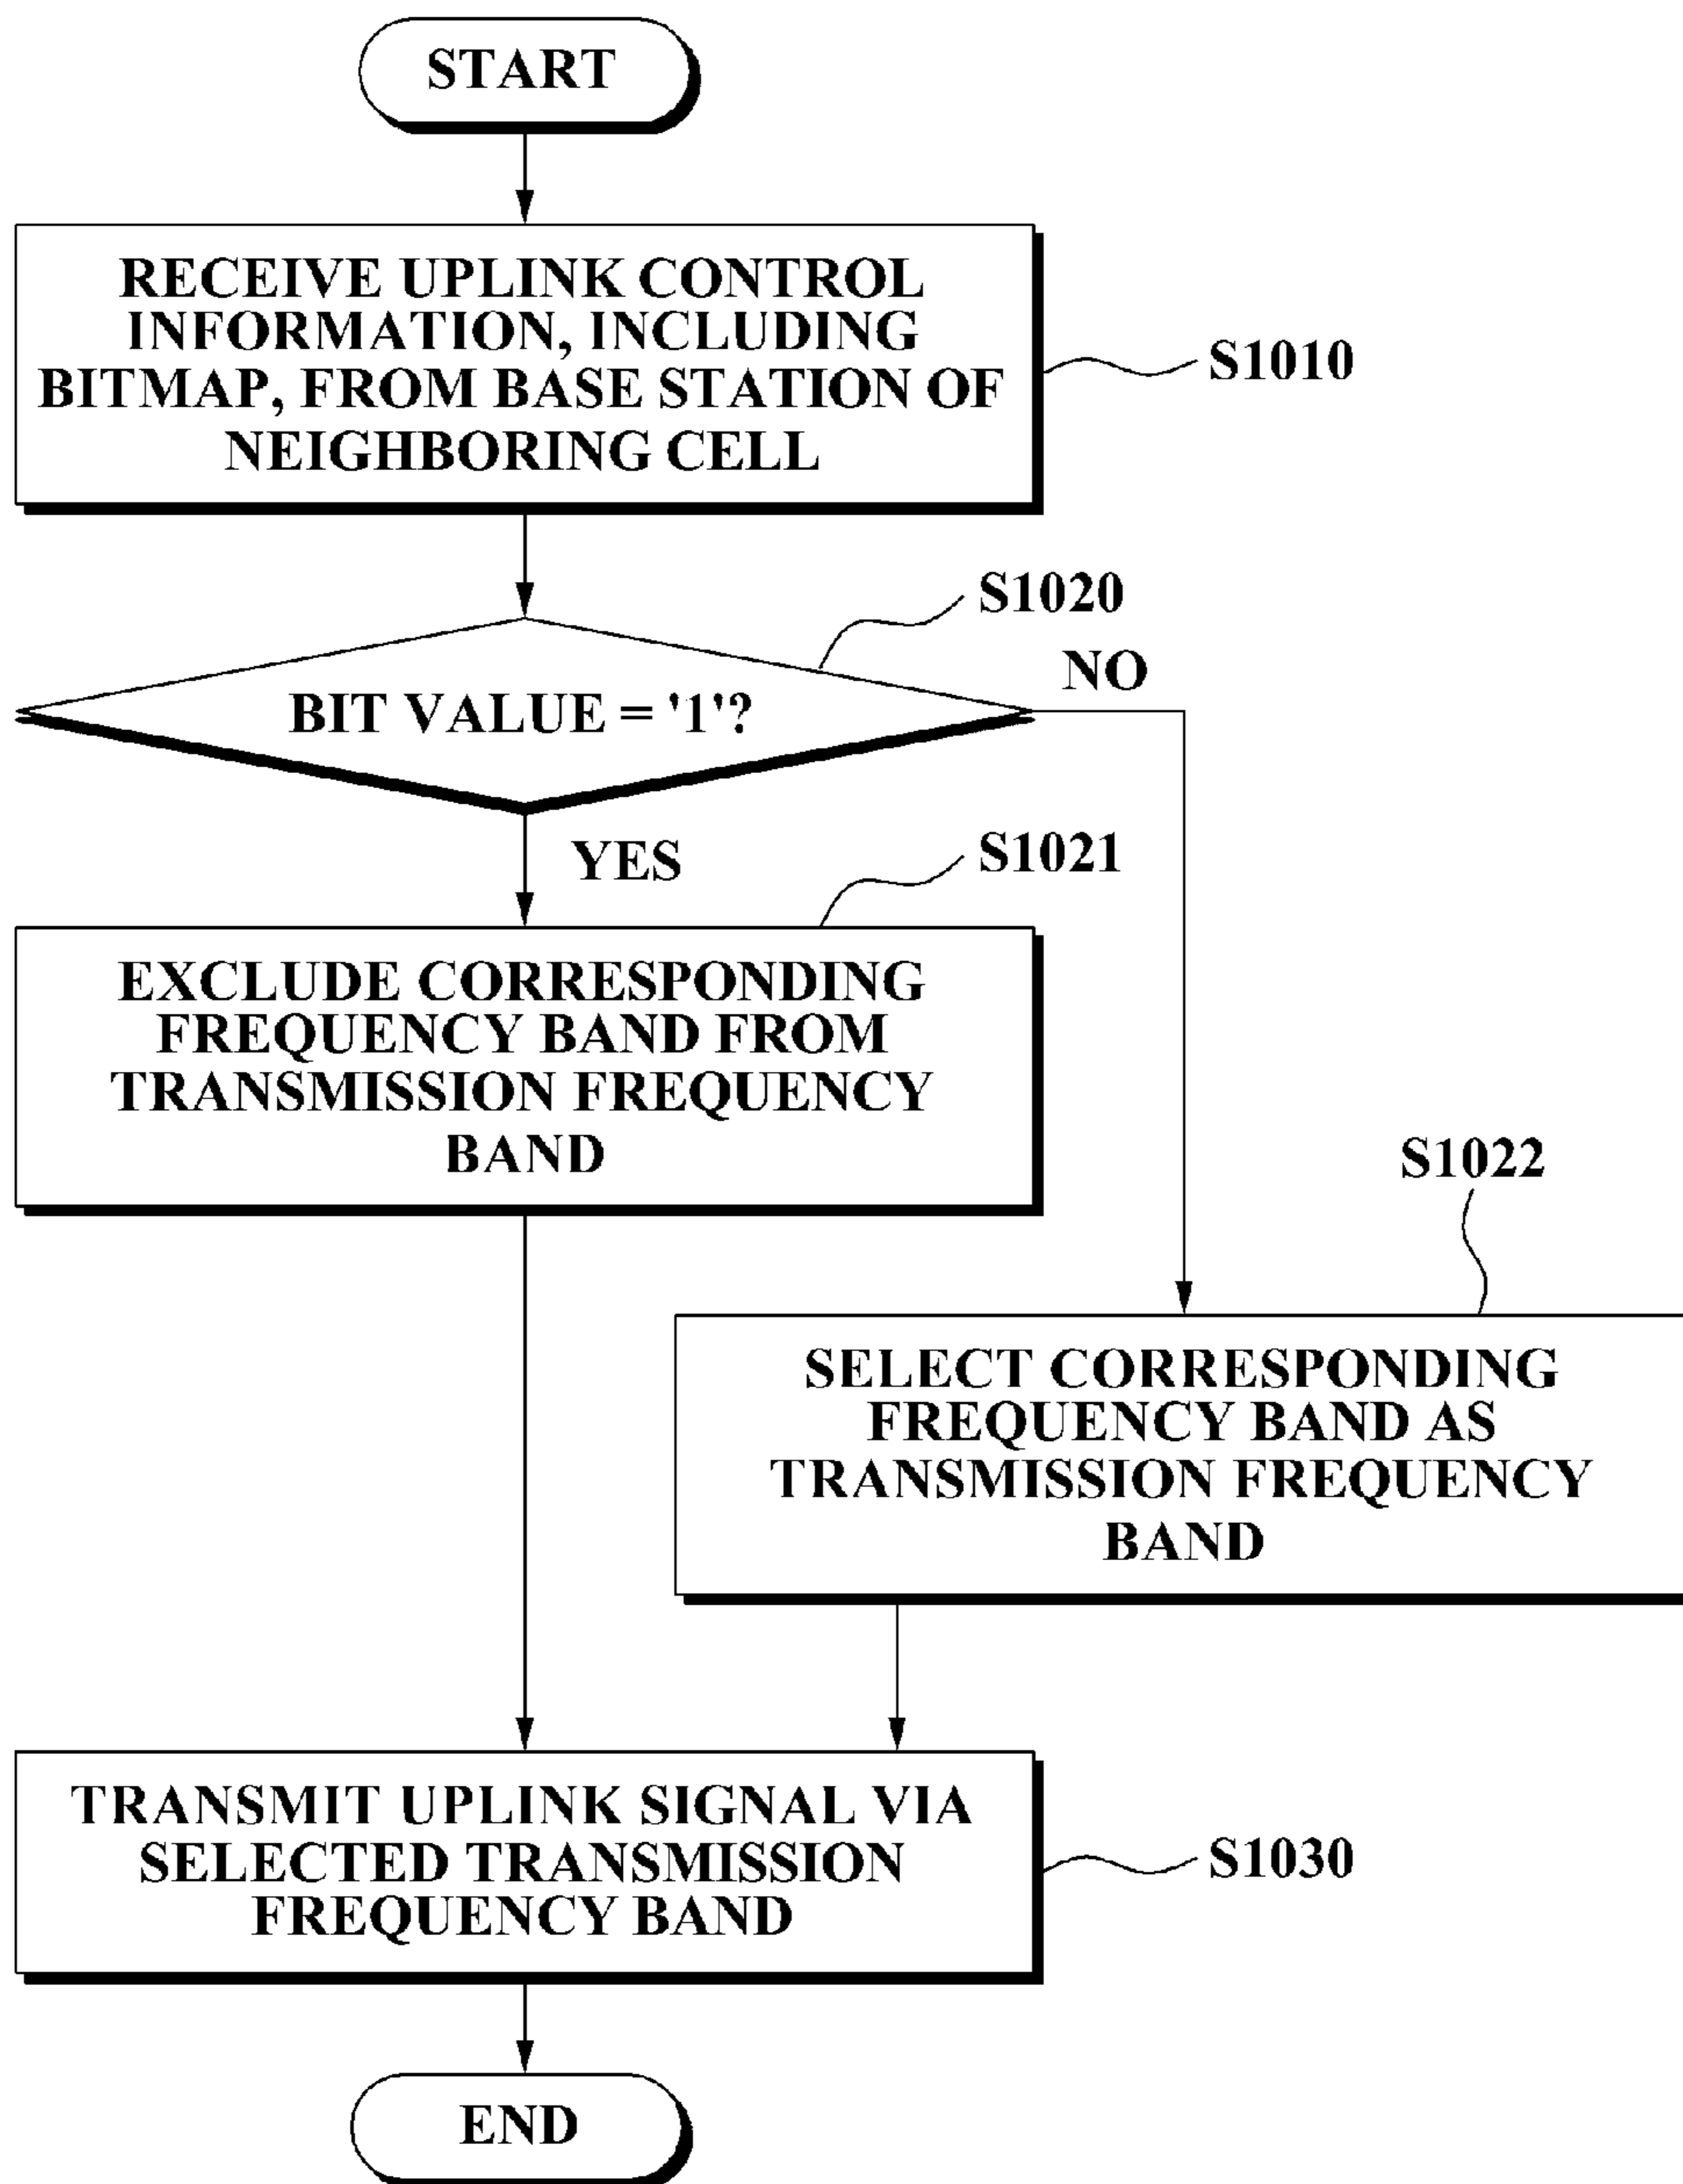 START
RECEIVE UPLINK CONTROL
INFORMATION, INCLUDING
BITMAP, FROM BASE STATION OF
NEIGHBORING CELL
S1010
S1020
BIT VALUE = '1'?
NO
YES
S1021
EXCLUDE CORRESPONDING
FREQUENCY BAND FROM
TRANSMISSION FREQUENCY
BAND
S1022
SELECT CORRESPONDING
FREQUENCY BAND AS
TRANSMISSION FREQUENCY
BAND
TRANSMIT UPLINK SIGNAL VIA
SELECTED TRANSMISSION
FREQUENCY BAND
S1030
END